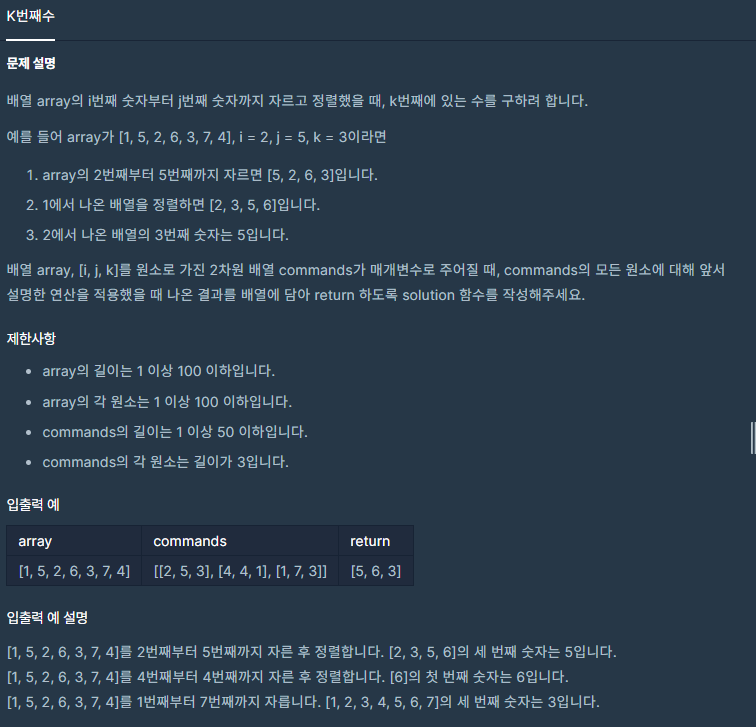 K번째수
문제 설명
배열 array의 i번째 숫자부터 j번째 숫자까지 자르고 정렬했을 때, k번째에 있는 수를 구하려 합니다.
예를 들어 array가 [1, 5, 2, 6, 3, 7, 4], i = 2, j = 5, k = 3이라면
1. array의 2번째부터 5번째까지 자르면 [5, 2, 6, 3]입니다.
2. 1에서 나온 배열을 정렬하면 [2, 3, 5, 6]입니다.
3. 2에서 나온 배열의 3번째 숫자는 5입니다.
배열 array, [i, j, k]를 원소로 가진 2차원 배열 commands가 매개변수로 주어질 때, commands의 모든 원소에 대해 앞서
설명한 연산을 적용했을 때 나온 결과를 배열에 담아 return 하도록 solution 함수를 작성해주세요.
제한사항
• array의 길이는 1 이상 100 이하입니다.
• array의 각 원소는 1 이상 100 이하입니다.
• commands의 길이는 1 이상 50 이하입니다.
• commands의 각 원소는 길이가 3입니다.
입출력 예
array commands return
[1, 5, 2, 6, 3, 7, 4] [[2, 5, 3], [4, 4, 1], [1, 7, 3]] [5, 6, 3]
입출력 예 설명
[1, 5, 2, 6, 3, 7, 4]를 2번째부터 5번째까지 자른 후 정렬합니다. [2, 3, 5, 6]의 세 번째 숫자는 5입니다.
[1, 5, 2, 6, 3, 7, 4]를 4번째부터 4번째까지 자른 후 정렬합니다. [6]의 첫 번째 숫자는 6입니다.
[1, 5, 2, 6, 3, 7, 4]를 1번째부터 7번째까지 자릅니다. [1, 2, 3, 4, 5, 6, 7]의 세 번째 숫자는 3입니다.